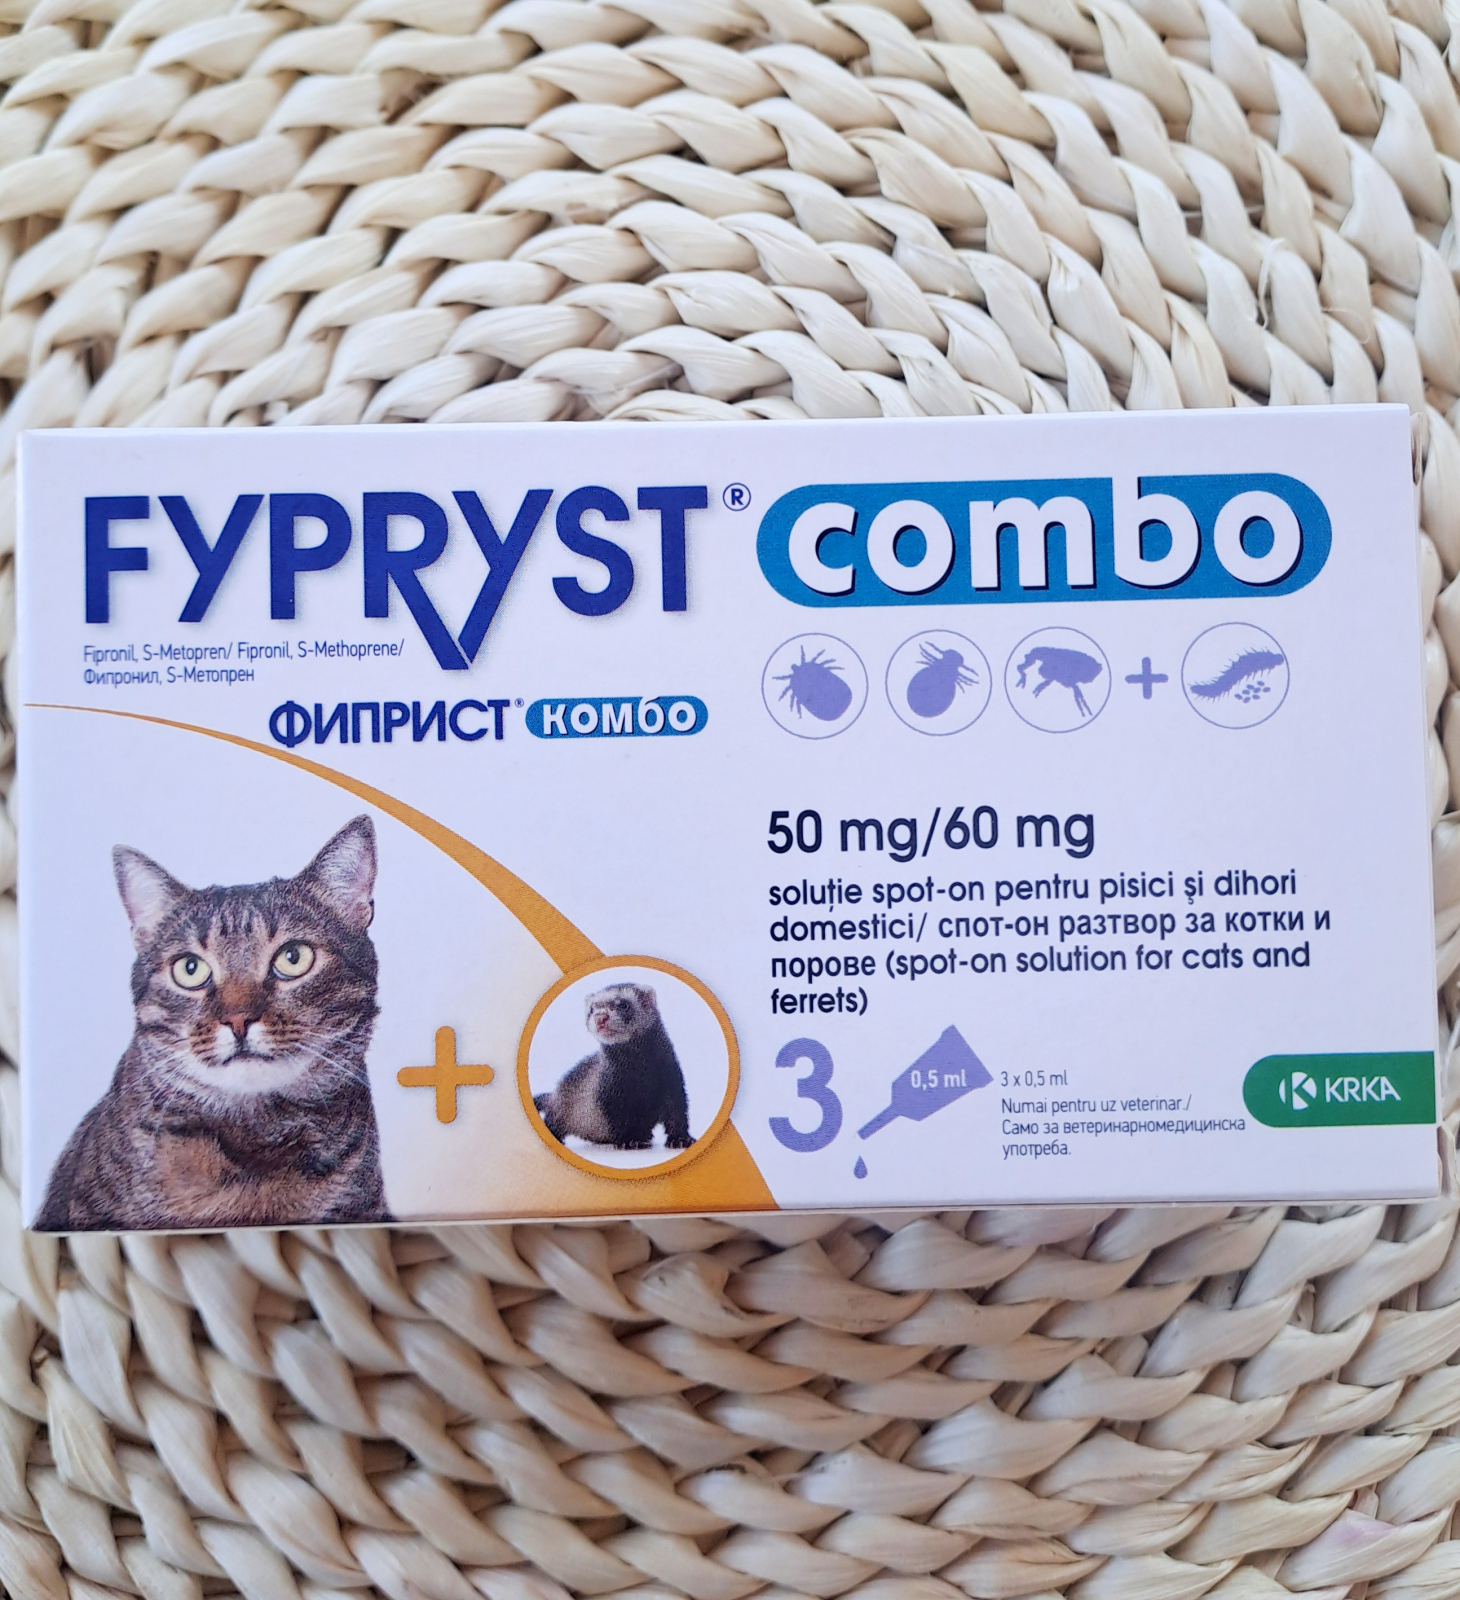 FYPRYST® combo
Fipronil, S-Metopren/ Fipronil, S-Methoprene/
Фипронил, S-Метопрен
ФИПРИСТ® комбо
50 mg/60 mg
soluție spot-on pentru pisici şi dihori
domestici/ спот-он разтвор за котки и
порове (spot-on solution for cats and
ferrets)
3
0,5 ml
3 x 0,5 ml
Numai pentru uz veterinar./
Само за ветеринарномедицинска
употреба.
KRKA